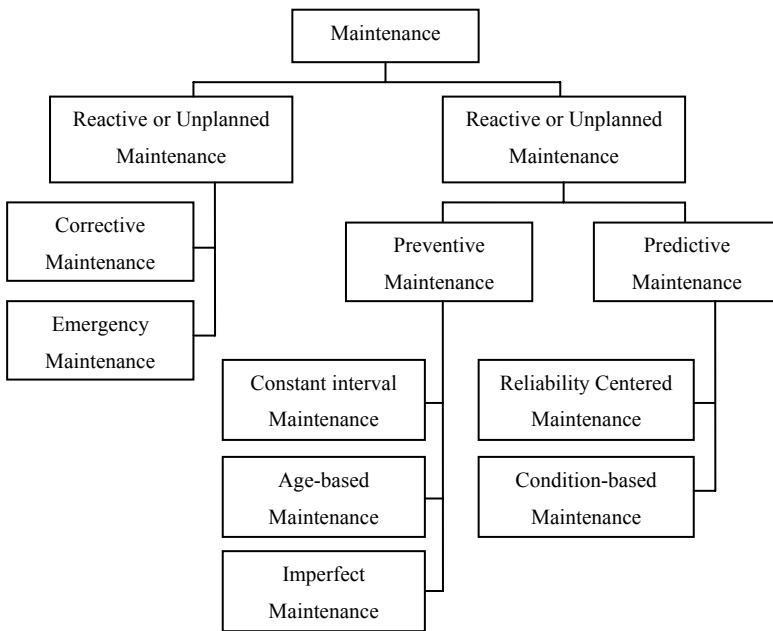 Maintenance
Reactive or Unplanned
Maintenance
Reactive or Unplanned
Maintenance
Corrective
Maintenance
Emergency
Maintenance
Preventive
Maintenance
Predictive
Maintenance
Constant interval
Maintenance
Age-based
Maintenance
Imperfect
Maintenance
Reliability Centered
Maintenance
Condition-based
Maintenance